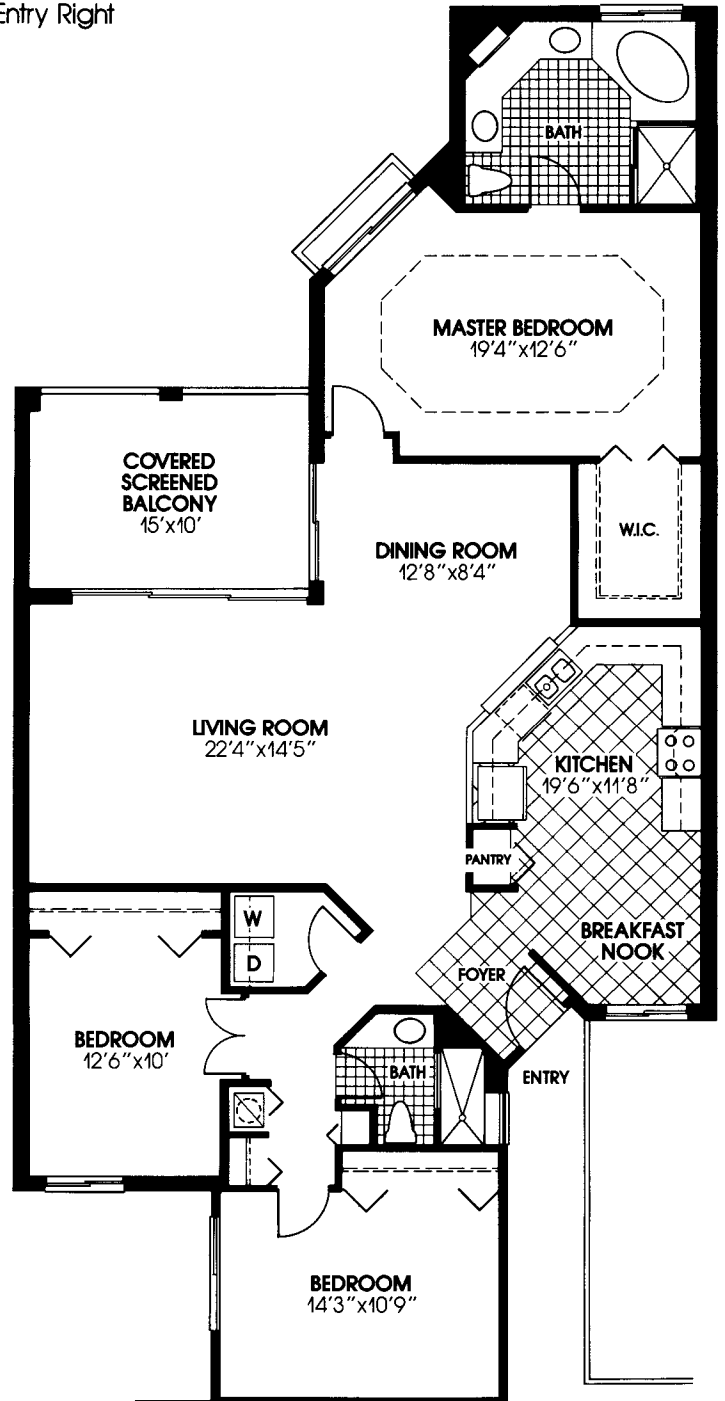 Entry Right
BATH
MASTER BEDROOM
19'4"x12'6"
COVERED
SCREENED
BALCONY
15'x10'
W.I.C.
DINING ROOM
12'8"x8'4"
LIVING ROOM
22'4"x14'5"
KITCHEN
19'6"x11'8"
PANTRY
W
D
BREAKFAST
NOOK
FOYER
BEDROOM
12'6"x10'
BATH
ENTRY
BEDROOM
14'3"x10'9"